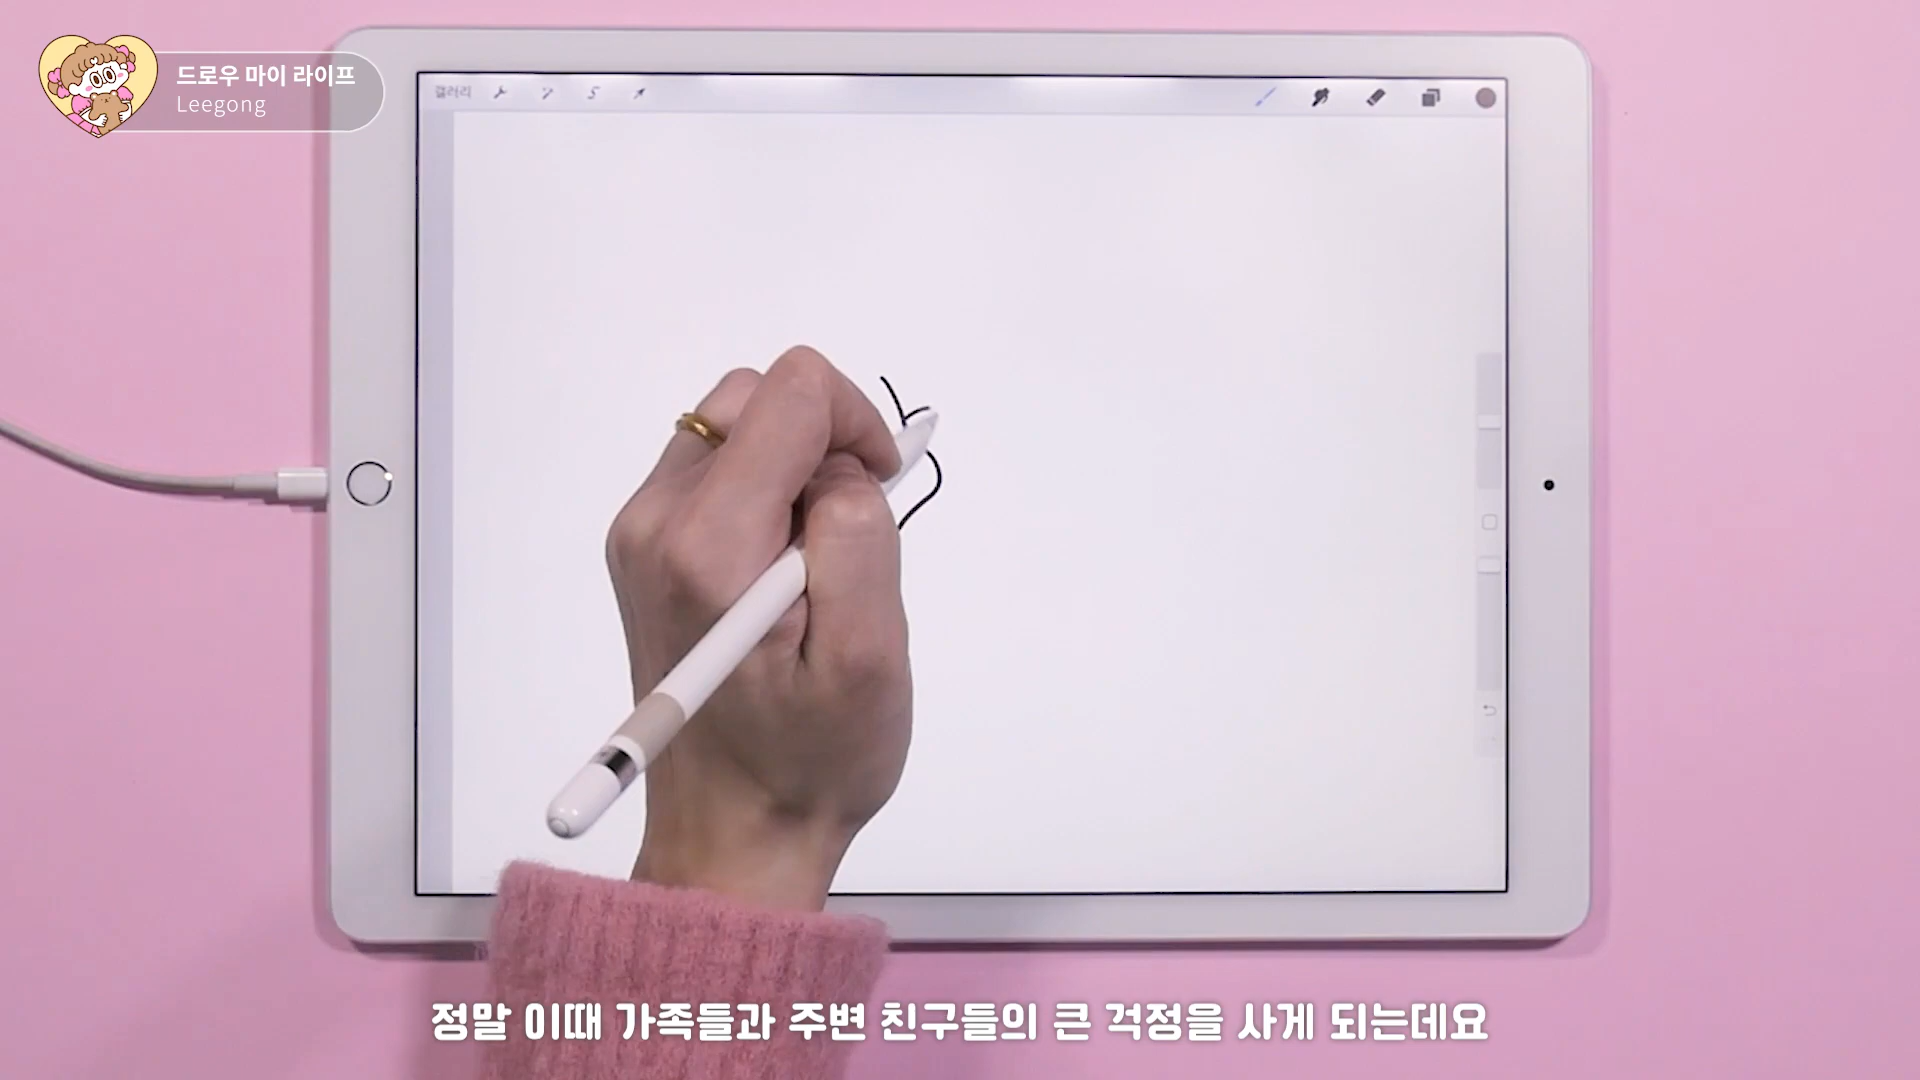 드로우 마이 라이프
Leegong
갤러리
정말 이때 가족들과 주변 친구들의 큰 걱정을 사게 되는데요